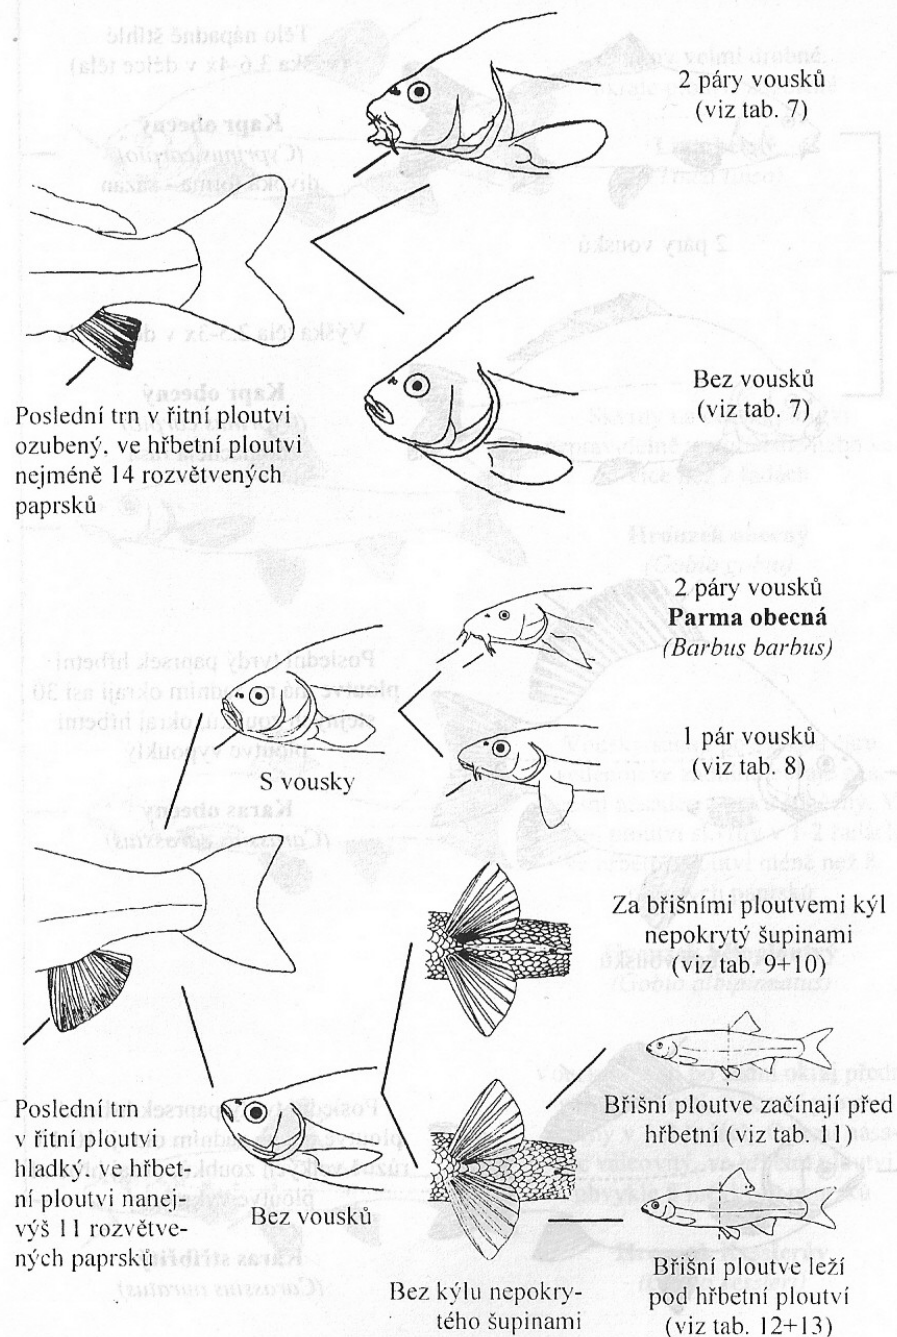 2 páry vousků
(viz tab. 7)
Bez vousků
(viz tab. 7)
Poslední trn v řitní ploutvi
ozubený, ve hřbetní ploutvi
nejméně 14 rozvětvených
paprsků
2 páry vousků
Parma obecná
(Barbus barbus)
S vousky
1 pár vousků
(viz tab. 8)
Za břišními ploutvemi kýl
nepokrytý šupinami
(viz tab. 9+10)
Poslední trn
v řitní ploutvi
hladký, ve hřbet-
ní ploutvi nanej-
výš 11 rozvětve-
ných paprsků
Bez vousků
Břišní ploutve začínají před
hřbetní (viz tab. 11)
Bez kýlu nepokry-
tého šupinami
Břišní ploutve leží
pod hřbetní ploutví
(viz tab. 12+13)